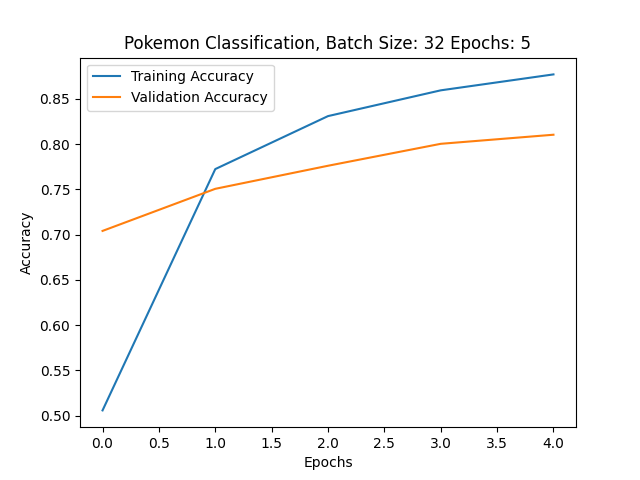 Pokemon Classification, Batch Size: 32 Epochs: 5
Training Accuracy
Validation Accuracy
Accuracy
0.85
0.80
0.75
0.70
0.65
0.60
0.55
0.50
0.0 0.5 1.0 1.5 2.0 2.5 3.0 3.5 4.0
Epochs